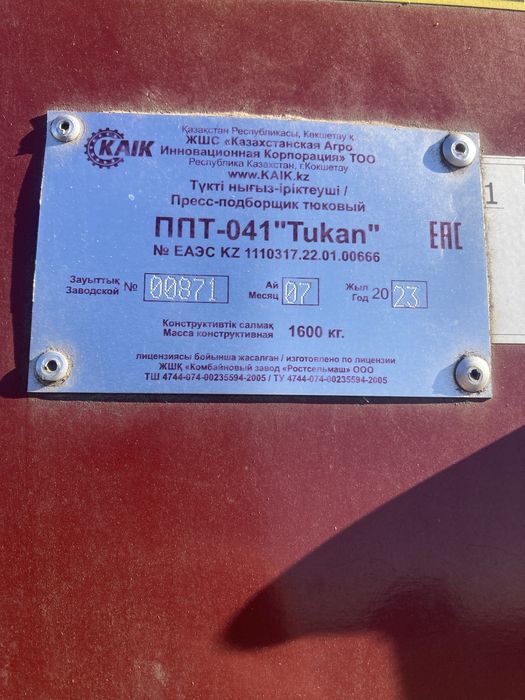 KAIK
Қазақстан Республикасы, Көкшетау қ.
ЖШС «Казахстанская Агро
Инновационная Корпорация» ТОО
Республика Казахстан, г.Кокшетау
www.KAIK.kz
Түкті нығыз-іріктеуші /
Пресс-подборщик тюковый
ППТ-041"Tukan"
№ ЕАЭС KZ 1110317.22.01.00666
EAC
Зауыттық Заводской № 00871 Ай Месяц 07 Жыл Год 20 23
Конструктивтік салмақ
Масса конструктивная 1600 кг.
лицензиясы бойынша жасалған / изготовлено по лицензии
ЖШҚ «Комбайновый завод «Ростсельмаш» ООО
ТШ 4744-074-00235594-2005 / ТУ 4744-074-00235594-2005
1